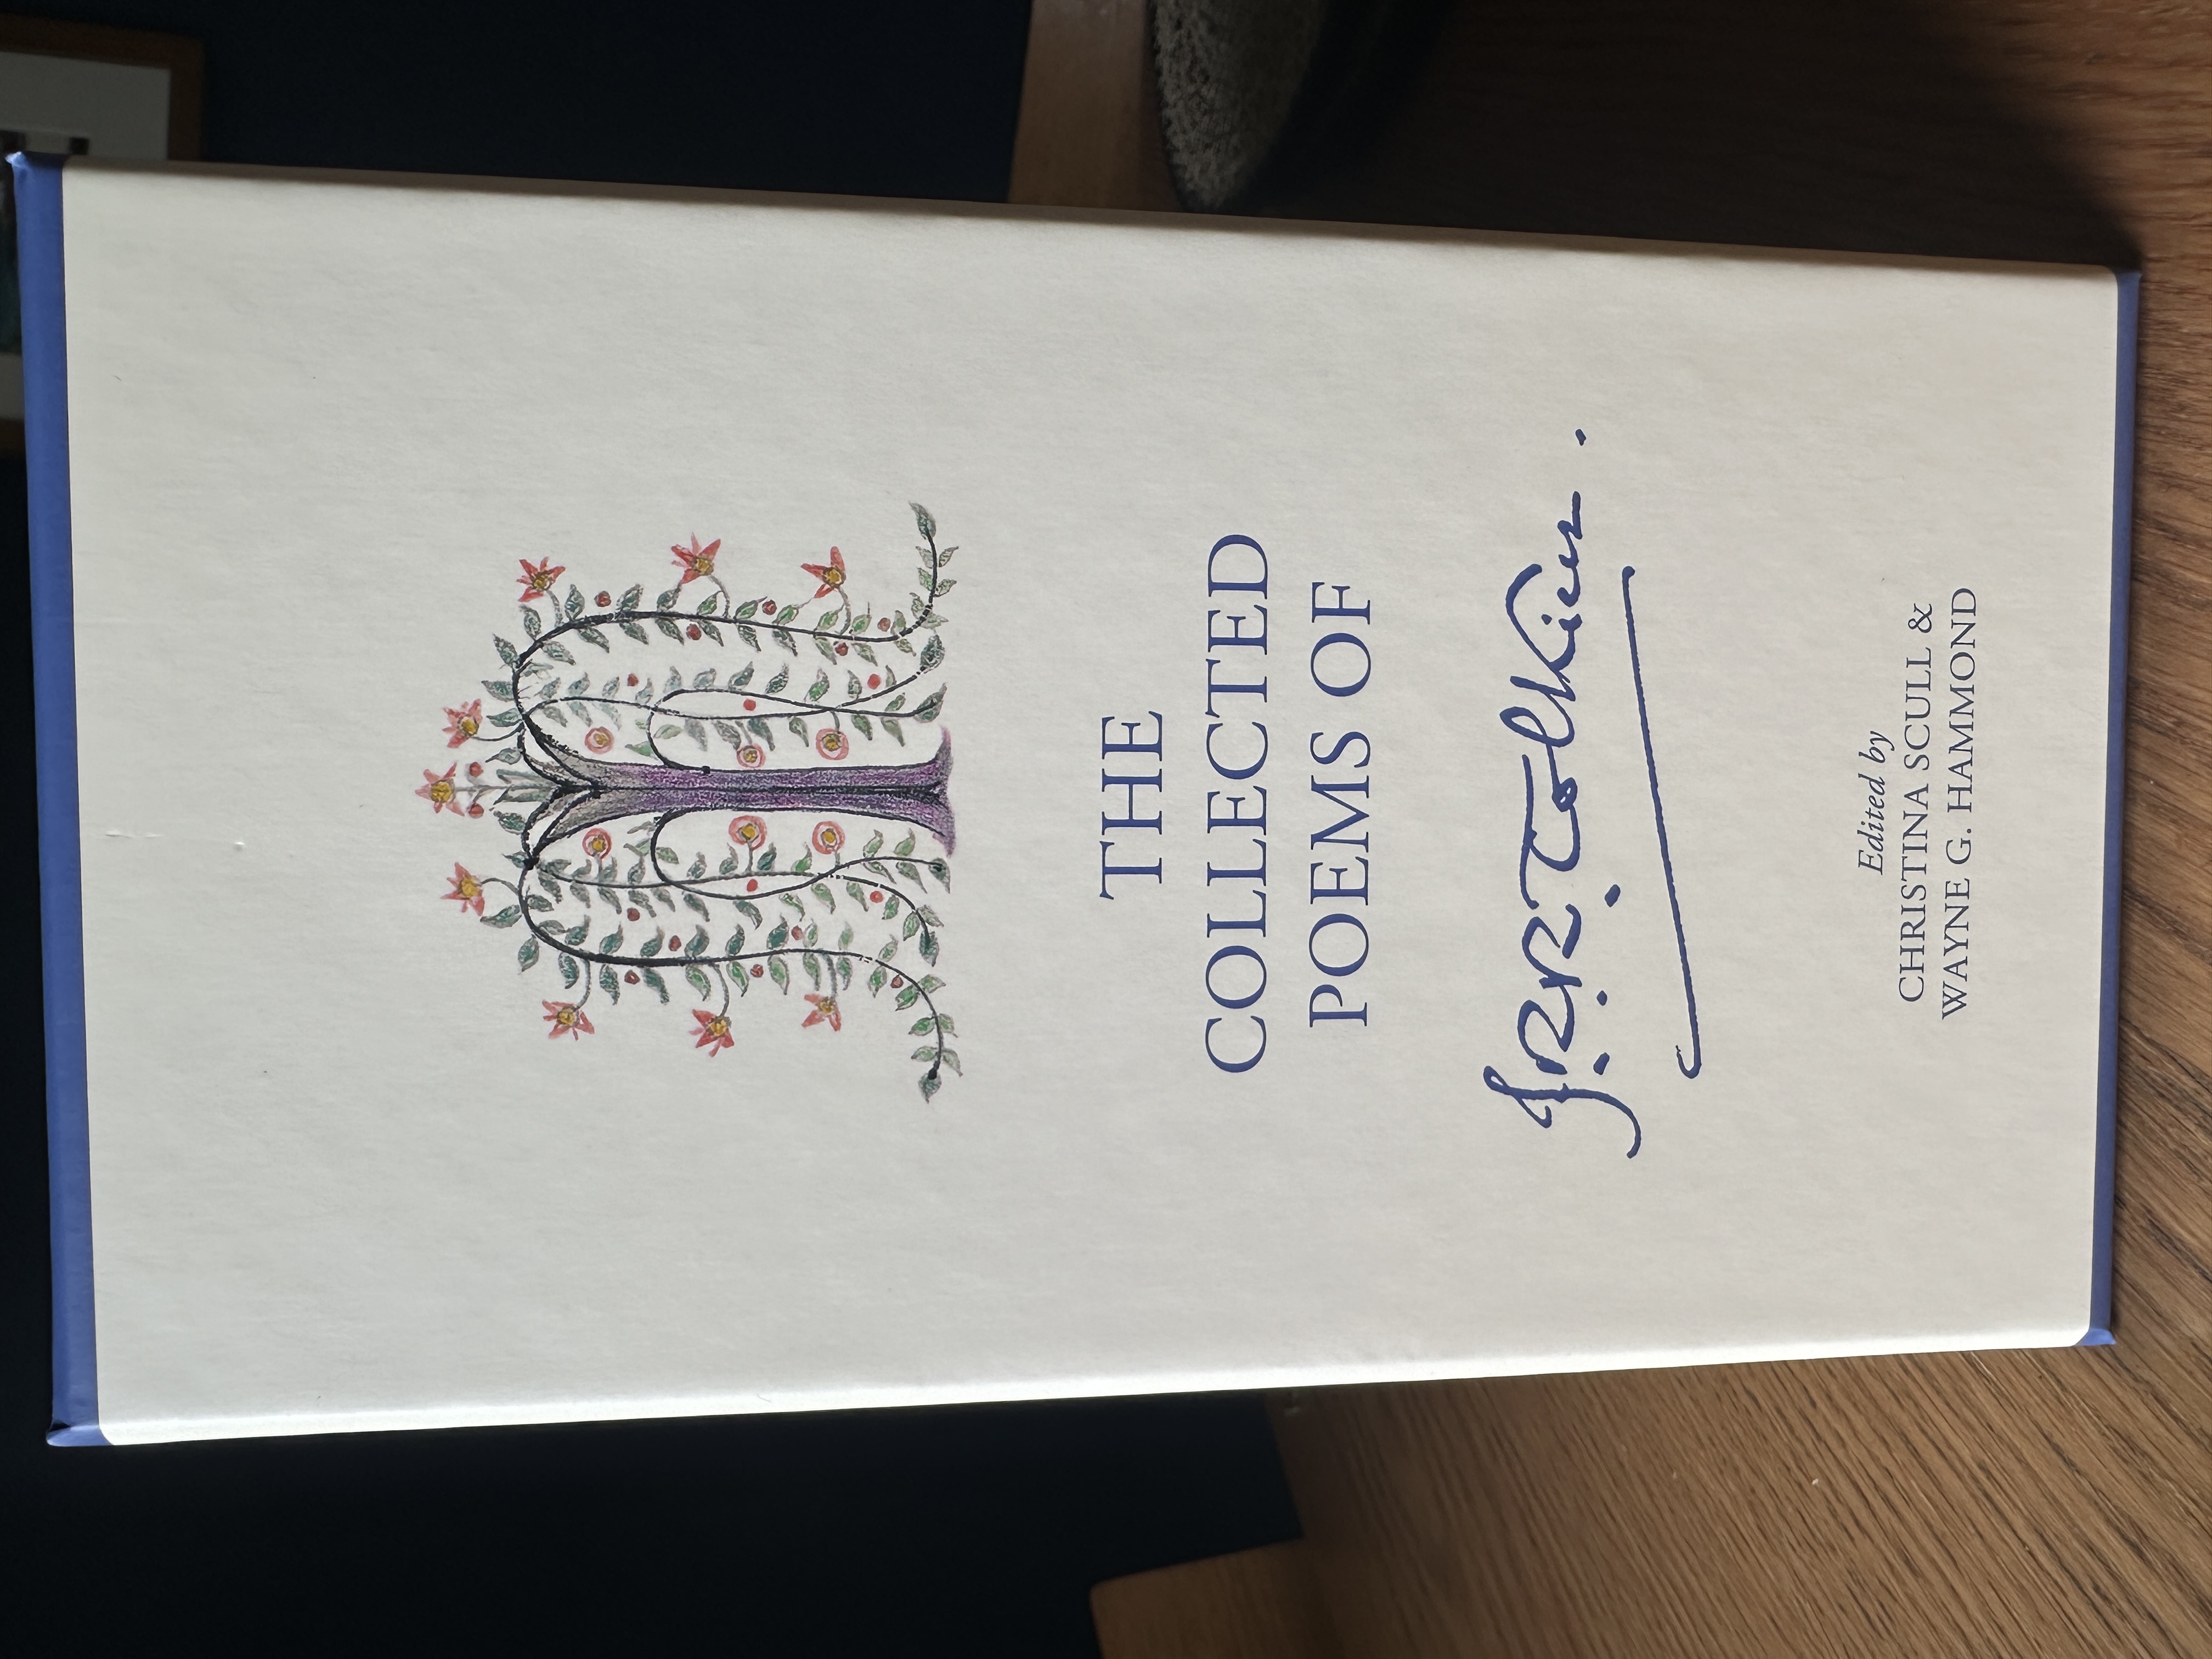 THE
COLLECTED
POEMS OF
J.R.R. Tolkien.
Edited by
CHRISTINA SCULL &
WAYNE G. HAMMOND